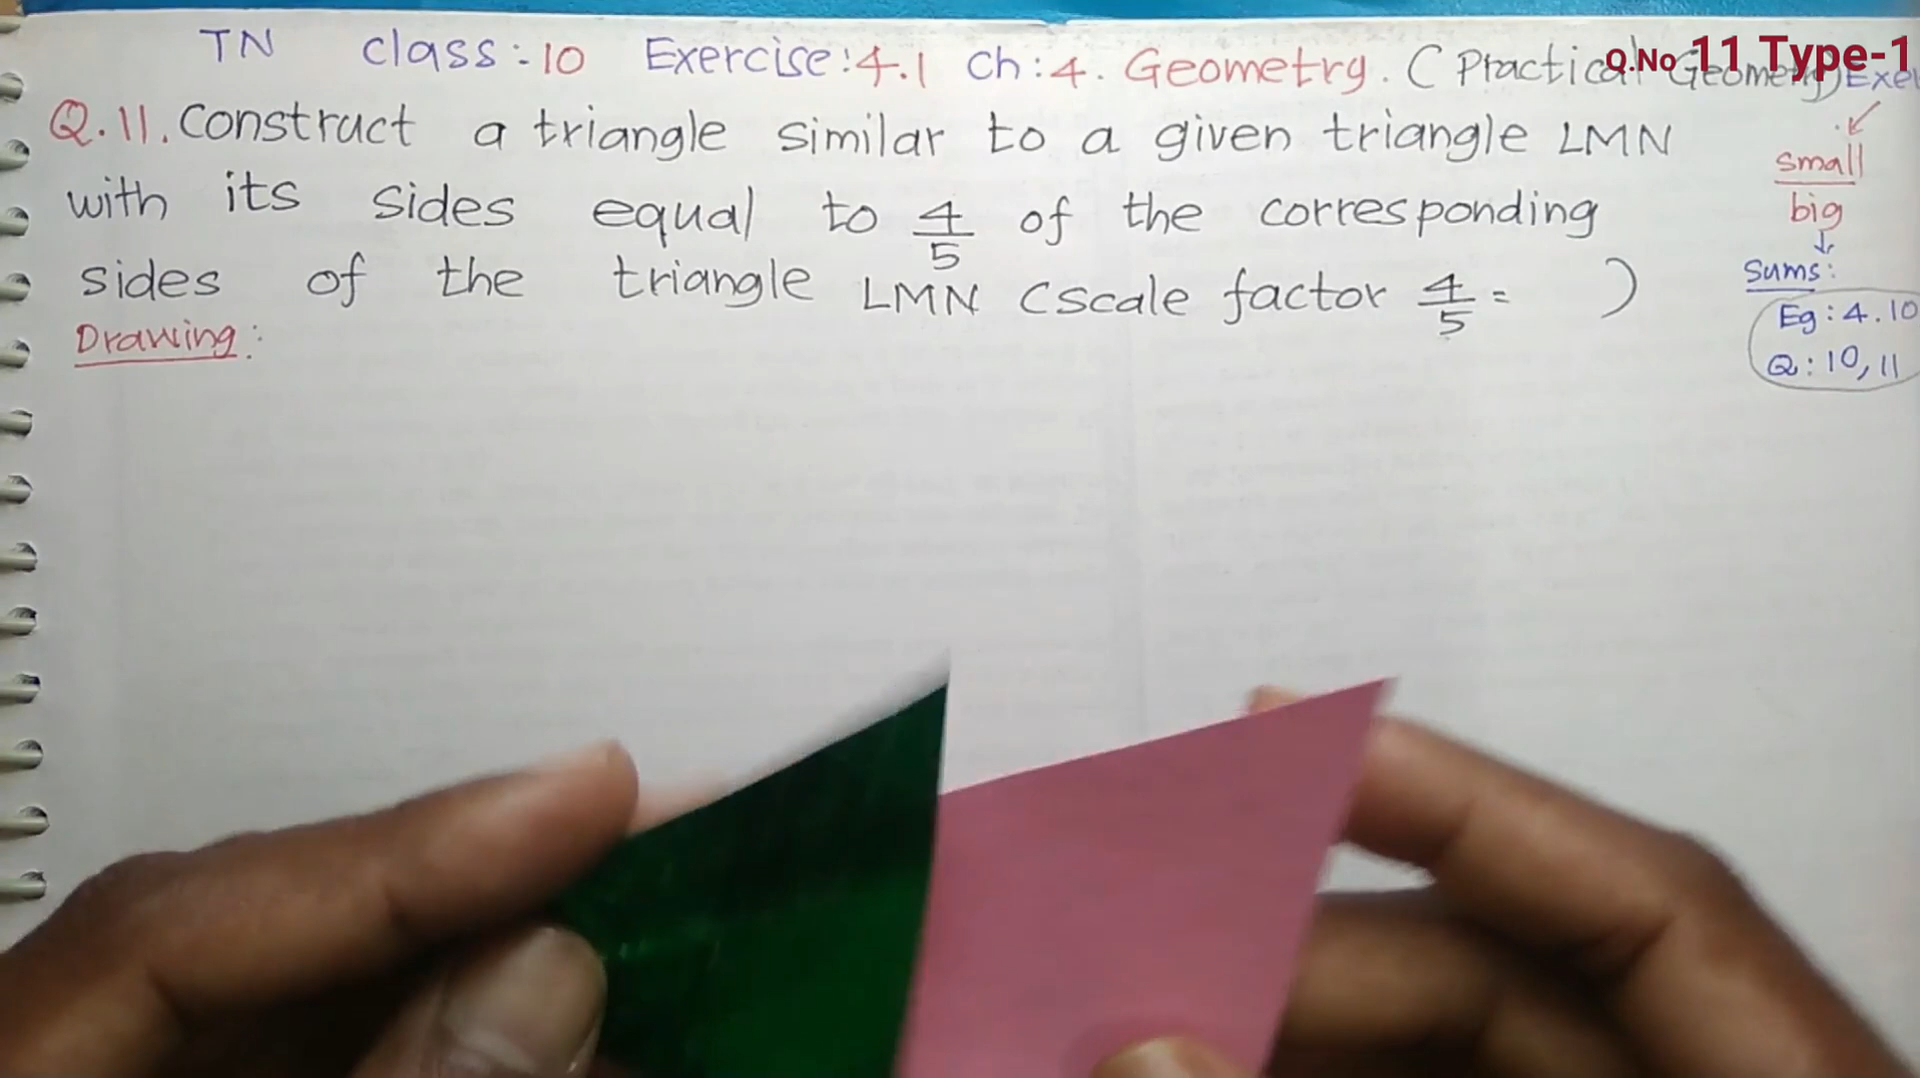 TN class: 10 Exercise: 4.1 Ch: 4. Geometry. (Practical Geometry) Exer
Q.No 11 Type-1
Q.11. Construct a triangle similar to a given triangle LMN
with its sides equal to 4/5 of the corresponding
sides of the triangle LMN (scale factor 4/5 = )
Drawing:
small
big
Sums:
Eg: 4.10
Q: 10, 11